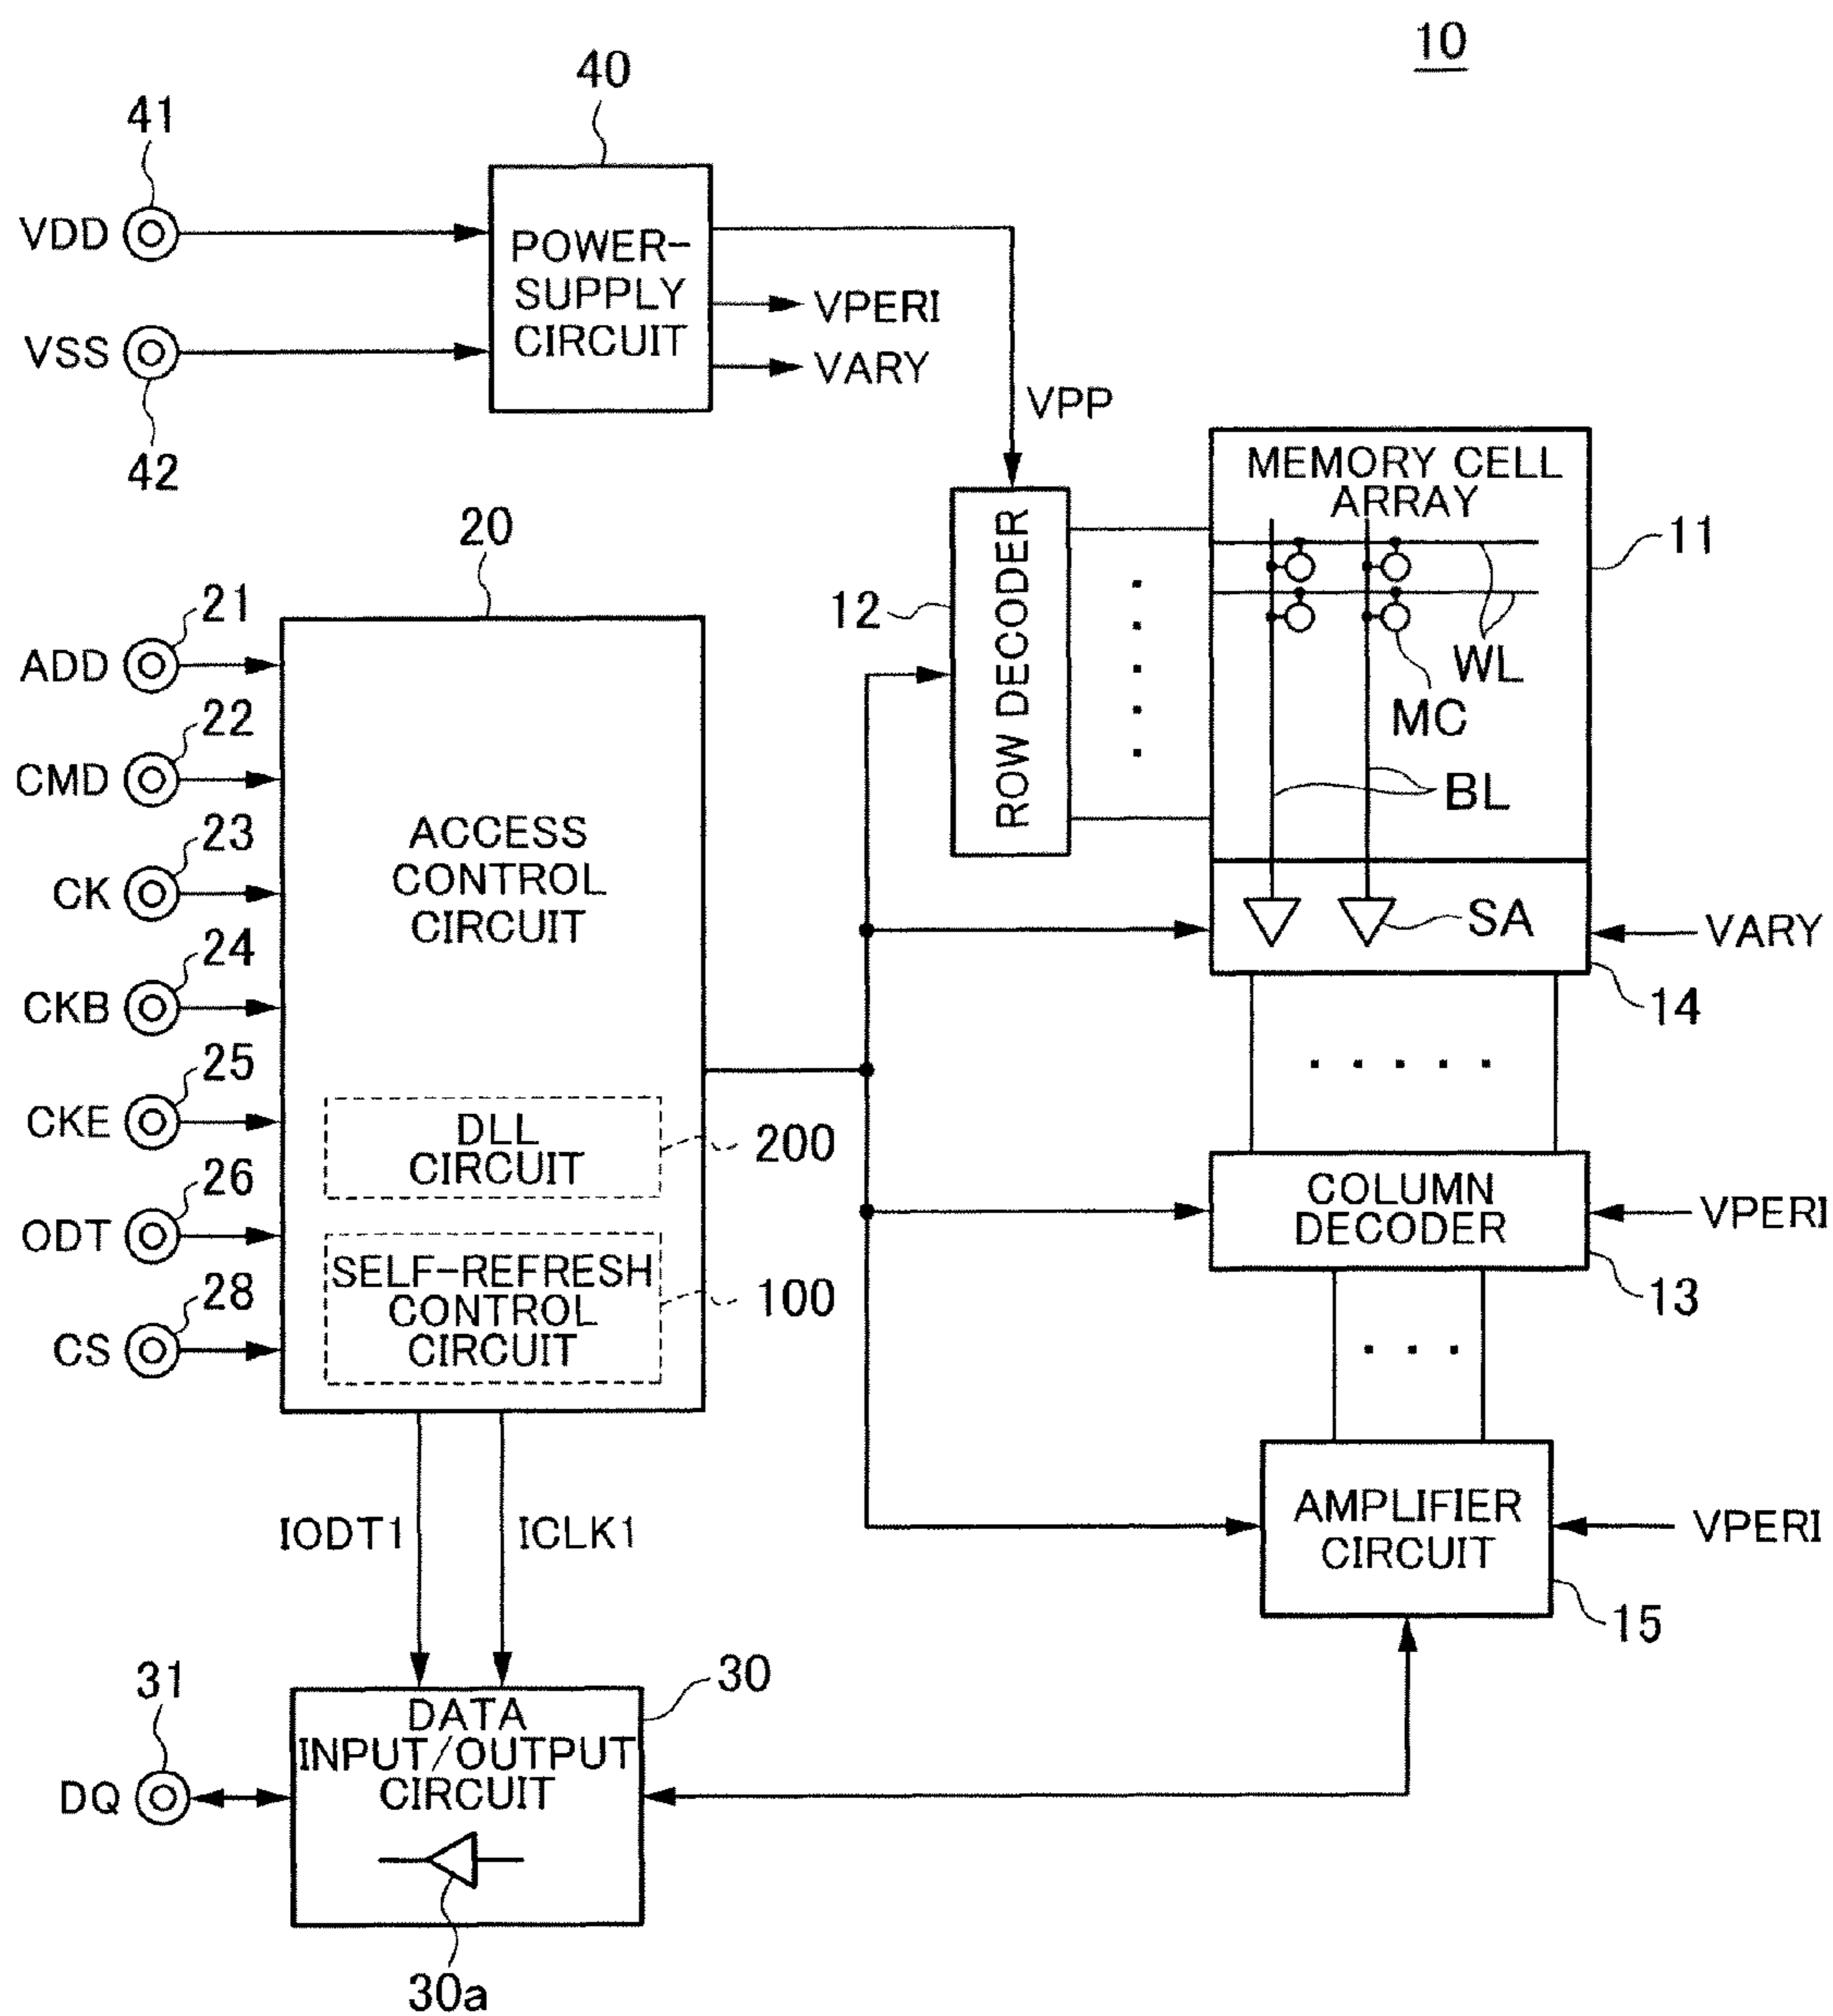 10
40
41
VDD
POWER-
SUPPLY
CIRCUIT
VPERI
VARY
VSS
42
VPP
MEMORY CELL
ARRAY
11
WL
MC
BL
12
ROW DECODER
SA
VARY
14
20
21
ADD
22
CMD
23
CK
24
CKB
25
CKE
26
ODT
28
CS
ACCESS
CONTROL
CIRCUIT
DLL
CIRCUIT
200
SELF-REFRESH
CONTROL
CIRCUIT
100
COLUMN
DECODER
VPERI
13
AMPLIFIER
CIRCUIT
VPERI
15
IODT1
ICLK1
31
DQ
30
DATA
INPUT/OUTPUT
CIRCUIT
30a